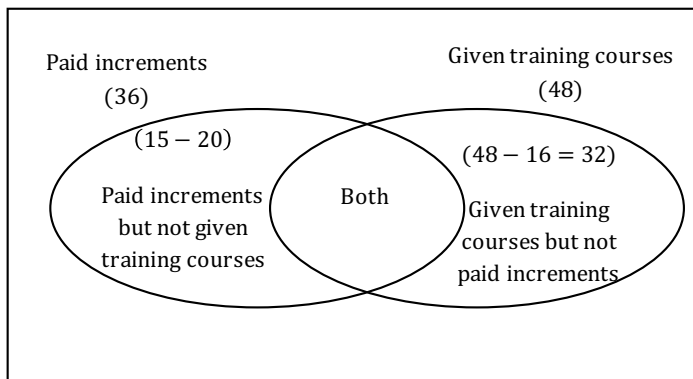 Paid increments
(36)
Given training courses
(48)
(15 − 20)
Paid increments
but not given
training courses
Both
(48 − 16 = 32)
Given training
courses but not
paid increments